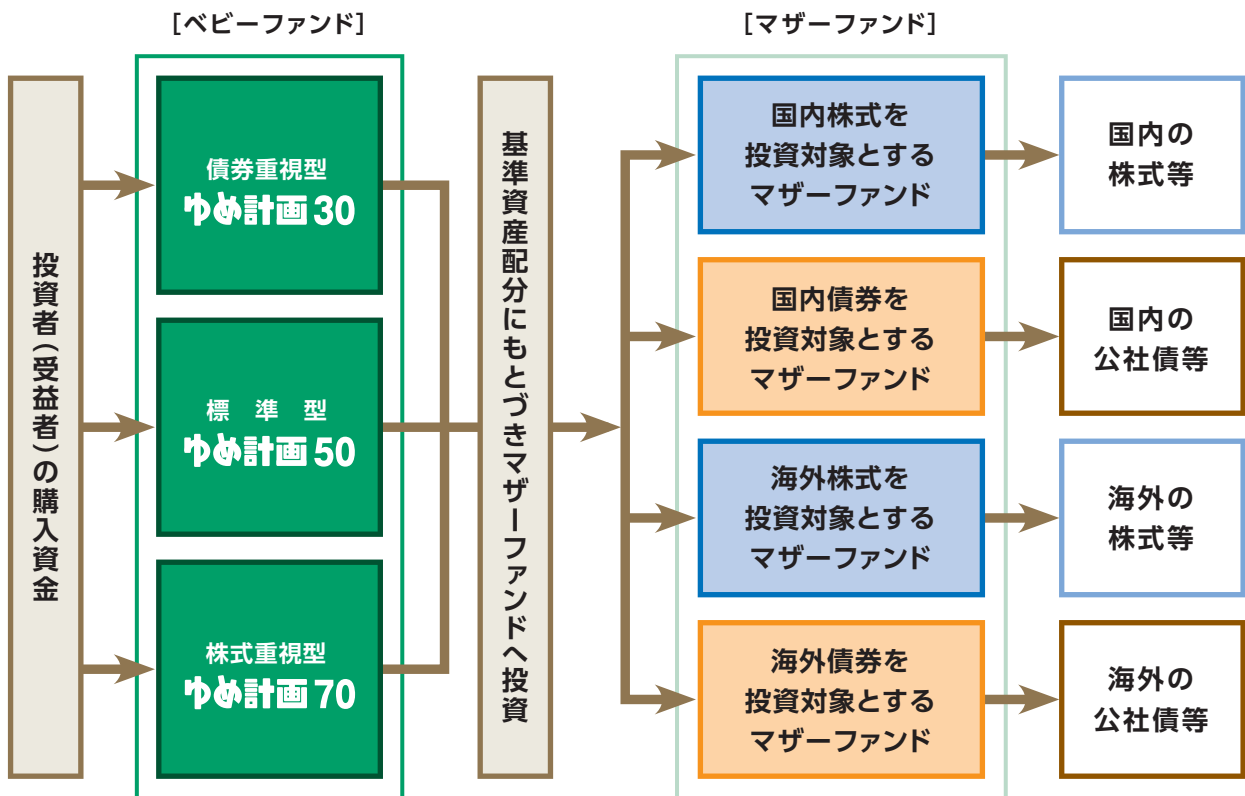 [ベビーファンド]
[マザーファンド]
投資者(受益者)の購入資金
債券重視型
ゆめ計画30
標準型
ゆめ計画50
株式重視型
ゆめ計画70
基準資産配分にもとづきマザーファンドへ投資
国内株式を
投資対象とする
マザーファンド
国内の
株式等
国内債券を
投資対象とする
マザーファンド
国内の
公社債等
海外株式を
投資対象とする
マザーファンド
海外の
株式等
海外債券を
投資対象とする
マザーファンド
海外の
公社債等